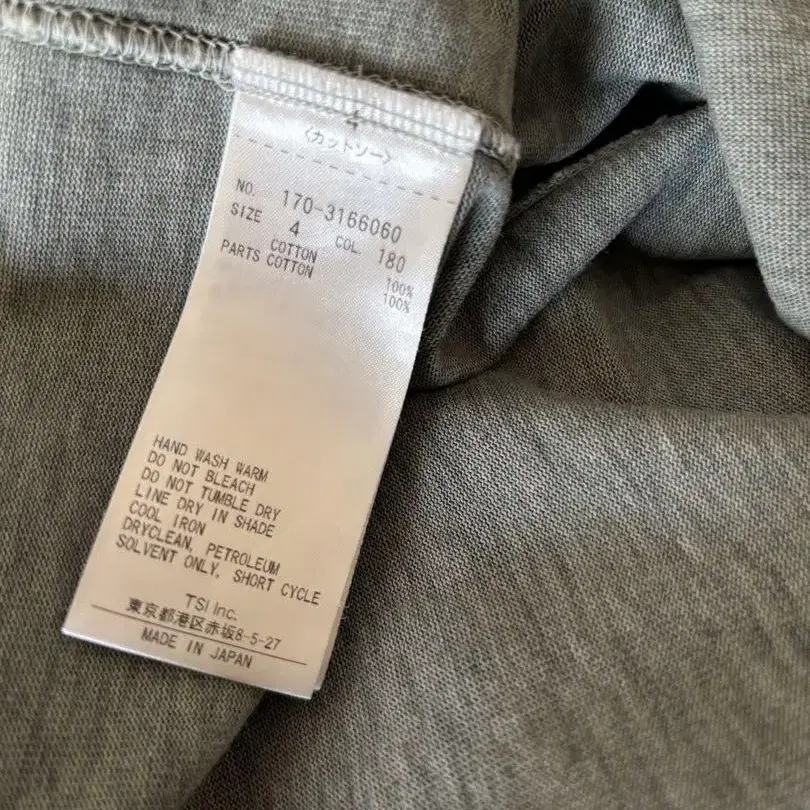 4
〈カットソー〉
NO. 170-3166060
SIZE 4 COL. 180
COTTON 100%
PARTS COTTON 100%
HAND WASH WARM
DO NOT BLEACH
DO NOT TUMBLE DRY
LINE DRY IN SHADE
COOL IRON
DRYCLEAN, PETROLEUM
SOLVENT ONLY, SHORT CYCLE
TSI Inc.
東京都港区赤坂8-5-27
MADE IN JAPAN